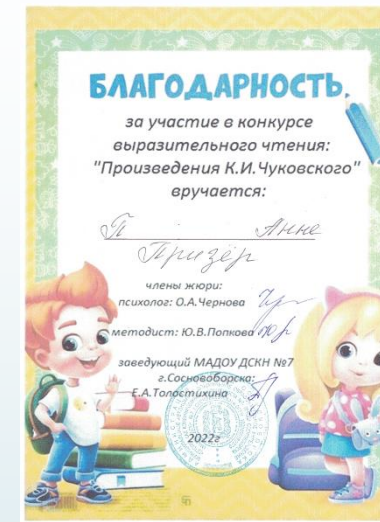 БЛАГОДАРНОСТЬ
за участие в конкурсе
выразительного чтения:
"Произведения К.И.Чуковского"
вручается:
П Анне
Призёр
члены жюри:
психолог: О.А.Чернова
методист: Ю.В.Попкова
заведующий МАДОУ ДСКН №7
г.Сосновоборска:
Е.А.Толостихина
2022г